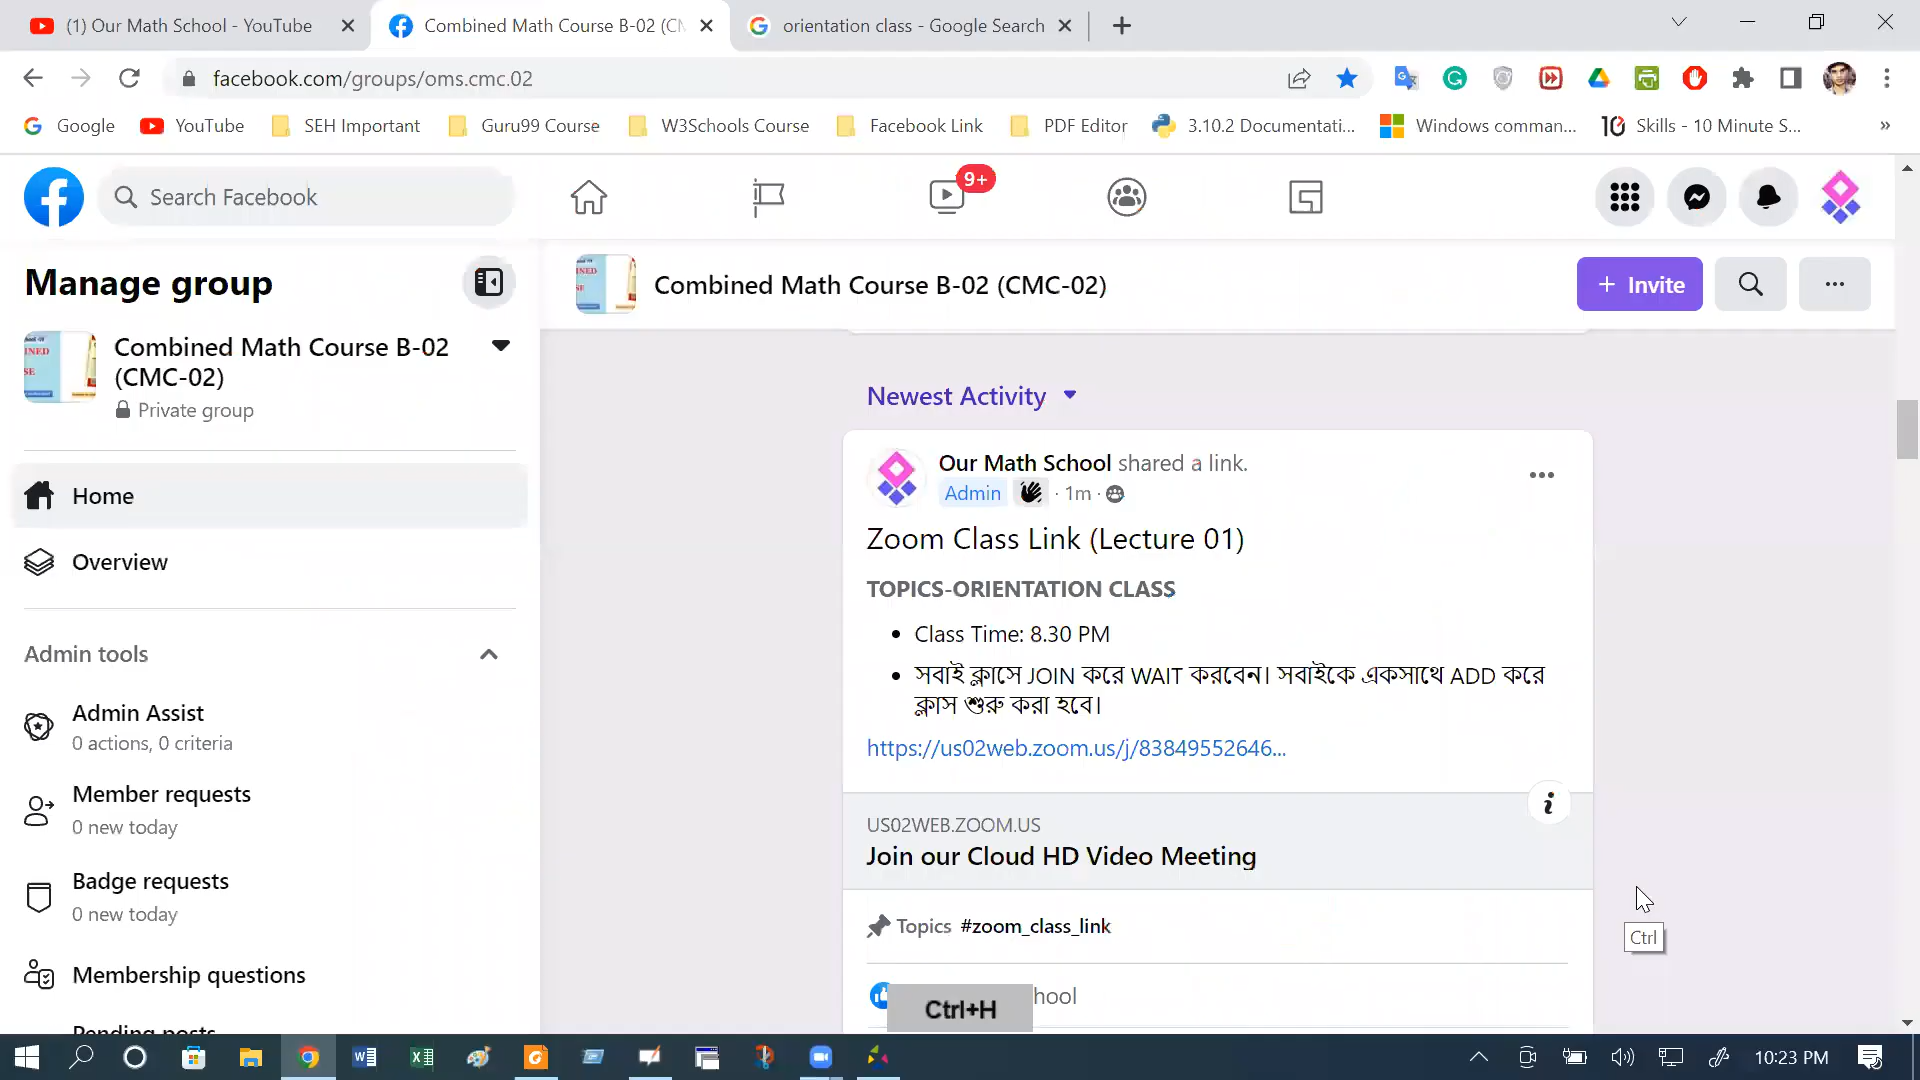 (1) Our Math School - YouTube
Combined Math Course B-02 (CM
orientation class - Google Search
facebook.com/groups/oms.cmc.02
Google
YouTube
SEH Important
Guru99 Course
W3Schools Course
Facebook Link
PDF Editor
3.10.2 Documentati...
Windows comman...
10
Skills - 10 Minute S...
»
Search Facebook
9+
Manage group
Combined Math Course B-02 (CMC-02)
+ Invite
Combined Math Course B-02
(CMC-02)
Private group
Newest Activity
Our Math School shared a link.
Admin · 1m ·
Home
Zoom Class Link (Lecture 01)
Overview
TOPICS-ORIENTATION CLASS
• Class Time: 8.30 PM
Admin tools
• সবাই ক্লাসে JOIN করে WAIT করবেন। সবাইকে একসাথে ADD করে
ক্লাস শুরু করা হবে।
Admin Assist
0 actions, 0 criteria
https://us02web.zoom.us/j/83849552646...
Member requests
0 new today
US02WEB.ZOOM.US
Join our Cloud HD Video Meeting
Badge requests
0 new today
Topics #zoom_class_link
Ctrl
Membership questions
hool
Ctrl+H
Pending posts
10:23 PM